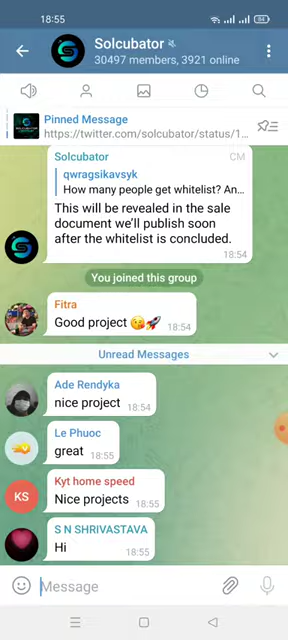 18:55
84
Solcubator
30497 members, 3921 online
Pinned Message
https://twitter.com/solcubator/status/1...
Solcubator
CM
qwragsikavsyk
How many people get whitelist? An...
This will be revealed in the sale
document we'll publish soon
after the whitelist is concluded.
18:54
You joined this group
Fitra
Good project 😘🚀 18:54
Unread Messages
Ade Rendyka
nice project 18:54
Le Phuoc
great 18:55
KS
Kyt home speed
Nice projects 18:55
S N SHRIVASTAVA
Hi 18:55
Message